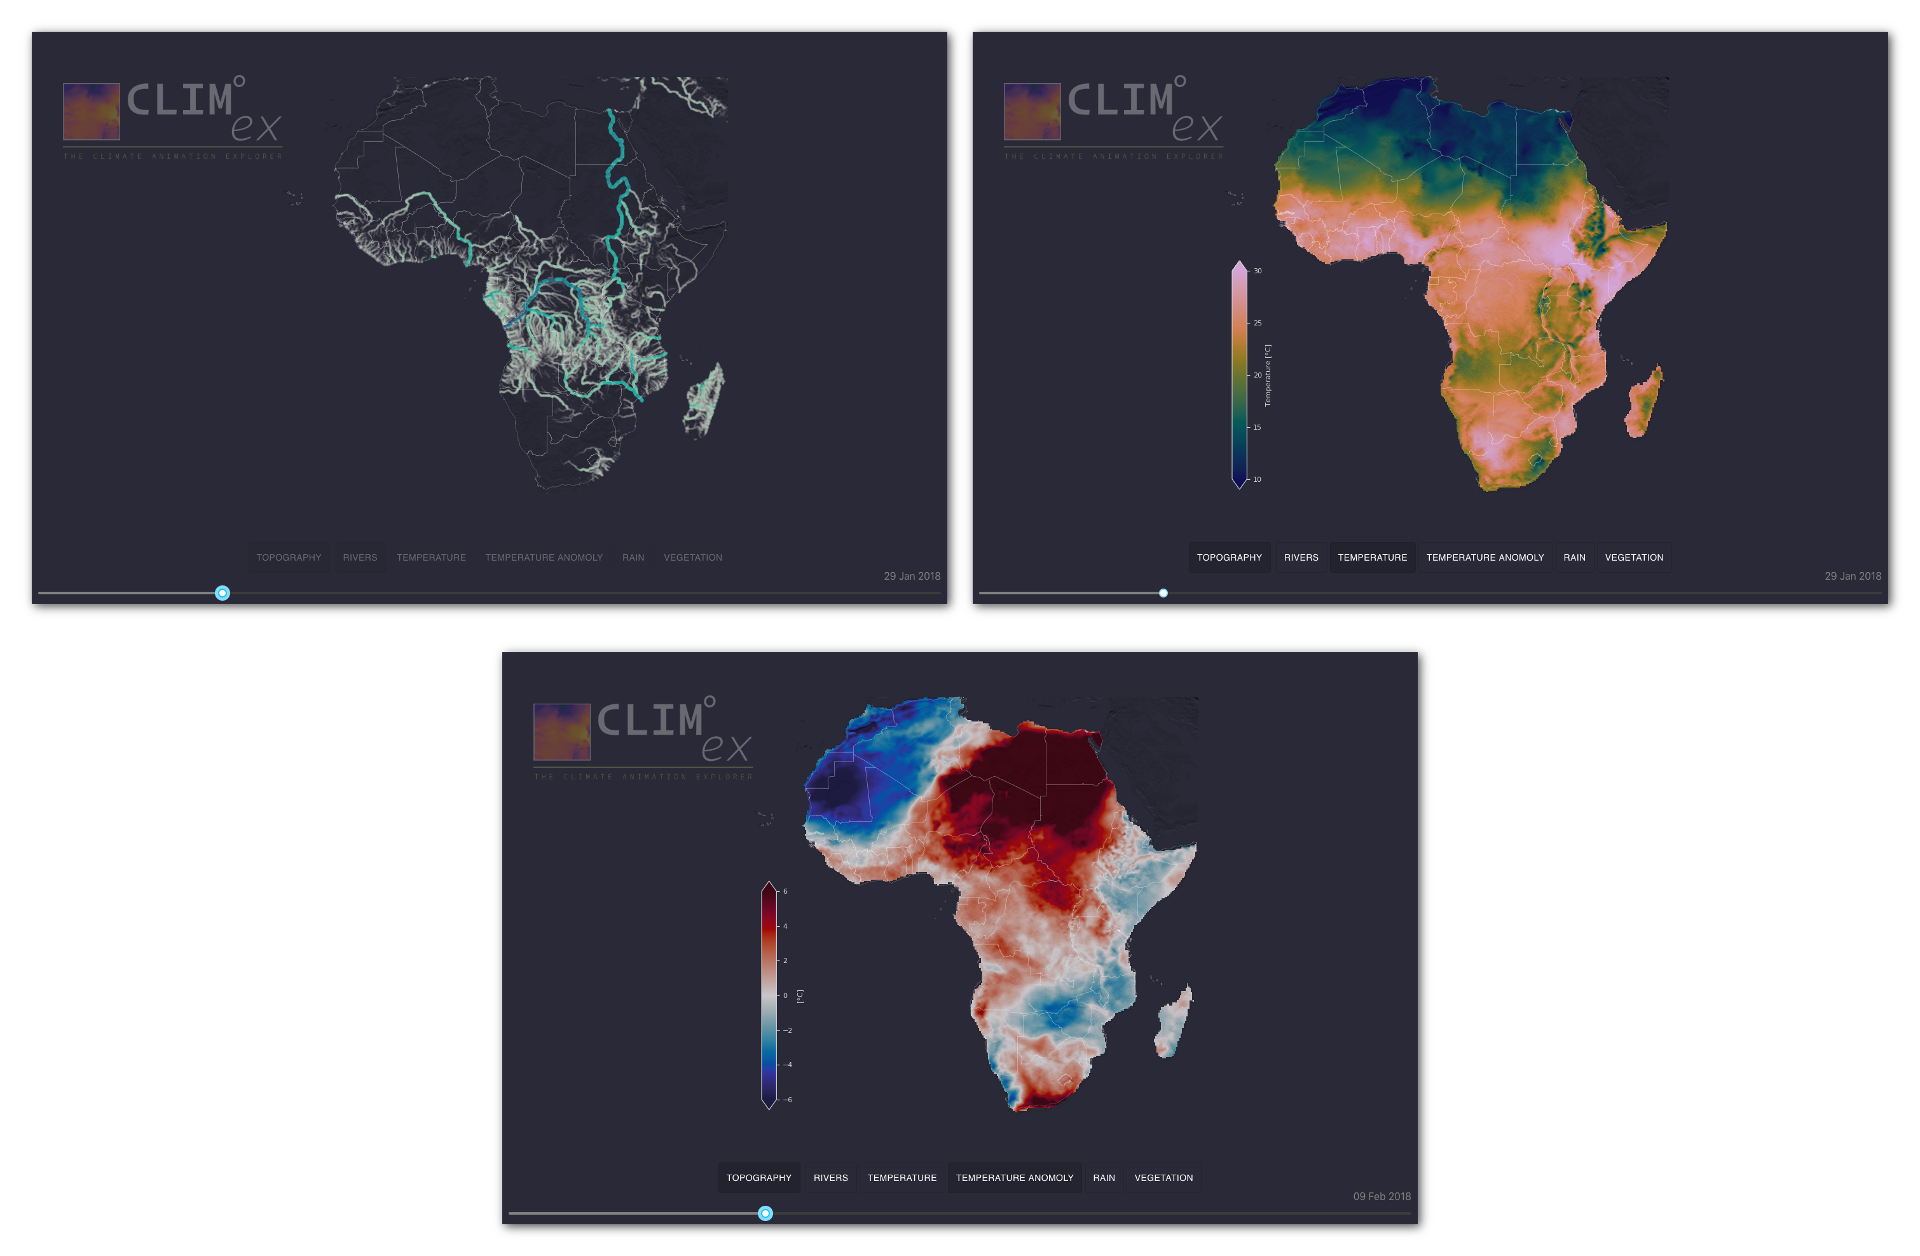 CLIM°
ex
THE CLIMATE ANIMATION EXPLORER
TOPOGRAPHY RIVERS TEMPERATURE TEMPERATURE ANOMOLY RAIN VEGETATION
29 Jan 2018
CLIM°
ex
THE CLIMATE ANIMATION EXPLORER
30
25
20
15
10
Temperature [°C]
TOPOGRAPHY RIVERS TEMPERATURE TEMPERATURE ANOMOLY RAIN VEGETATION
29 Jan 2018
CLIM°
ex
THE CLIMATE ANIMATION EXPLORER
6
4
2
0
−2
−4
−6
[°C]
TOPOGRAPHY RIVERS TEMPERATURE TEMPERATURE ANOMOLY RAIN VEGETATION
09 Feb 2018